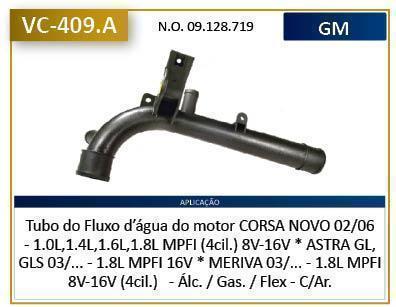 VC-409.A
N.O. 09.128.719
GM
APLICAÇÃO
Tubo do Fluxo d'água do motor CORSA NOVO 02/06
- 1.0L,1.4L,1.6L,1.8L MPFI (4cil.) 8V-16V * ASTRA GL,
GLS 03/... - 1.8L MPFI 16V * MERIVA 03/... - 1.8L MPFI
8V-16V (4cil.) - Álc. / Gas. / Flex - C/Ar.